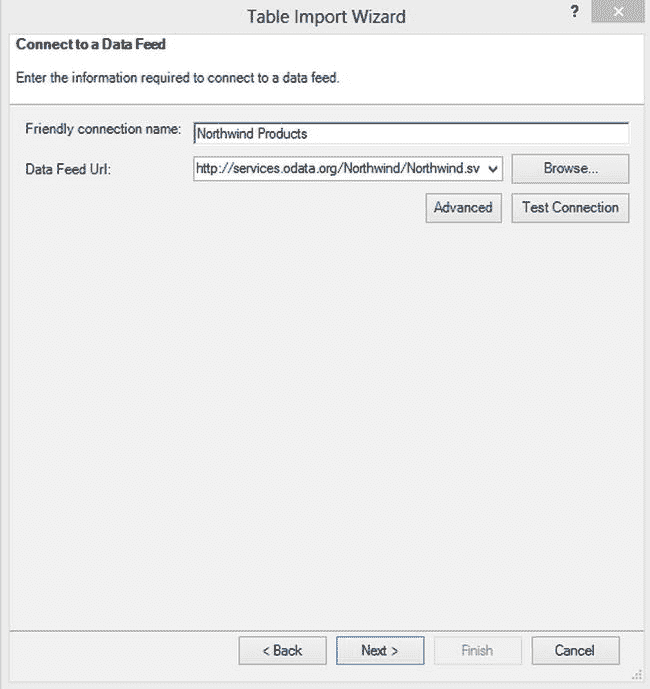 Table Import Wizard
?
Connect to a Data Feed
Enter the information required to connect to a data feed.
Friendly connection name: Northwind Products
Data Feed Url: http://services.odata.org/Northwind/Northwind.sv Browse...
Advanced Test Connection
< Back Next > Finish Cancel